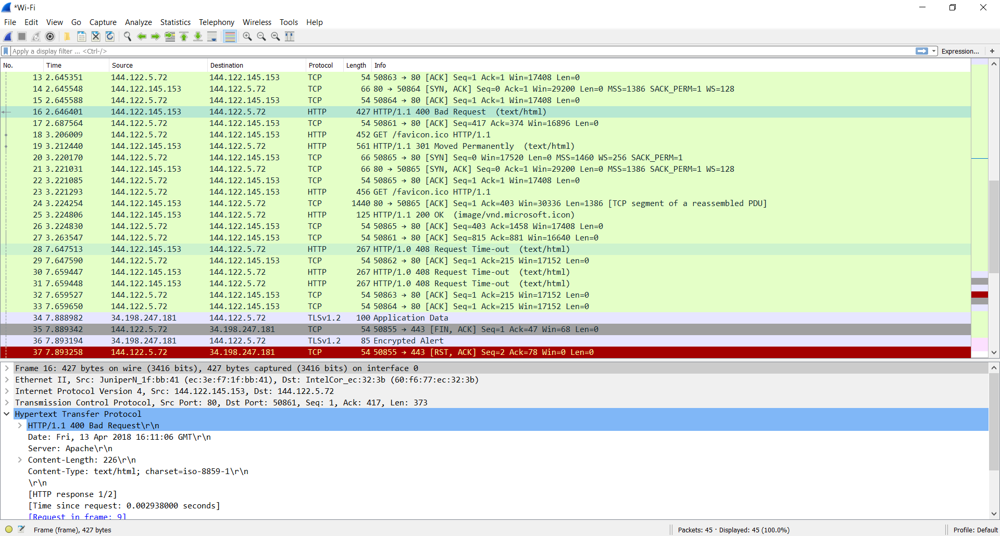 *Wi-Fi
File Edit View Go Capture Analyze Statistics Telephony Wireless Tools Help
Apply a display filter ... <Ctrl-/> Expression... +
No. Time Source Destination Protocol Length Info
13 2.645351 144.122.5.72 144.122.145.153 TCP 54 50863 → 80 [ACK] Seq=1 Ack=1 Win=17408 Len=0
14 2.645548 144.122.145.153 144.122.5.72 TCP 66 80 → 50864 [SYN, ACK] Seq=0 Ack=1 Win=29200 Len=0 MSS=1386 SACK_PERM=1 WS=128
15 2.645588 144.122.5.72 144.122.145.153 TCP 54 50864 → 80 [ACK] Seq=1 Ack=1 Win=17408 Len=0
16 2.646401 144.122.145.153 144.122.5.72 HTTP 427 HTTP/1.1 400 Bad Request (text/html)
17 2.687564 144.122.5.72 144.122.145.153 TCP 54 50861 → 80 [ACK] Seq=417 Ack=374 Win=16896 Len=0
18 3.206009 144.122.5.72 144.122.145.153 HTTP 452 GET /favicon.ico HTTP/1.1
19 3.212440 144.122.145.153 144.122.5.72 HTTP 561 HTTP/1.1 301 Moved Permanently (text/html)
20 3.220170 144.122.5.72 144.122.145.153 TCP 66 50865 → 80 [SYN] Seq=0 Win=17520 Len=0 MSS=1460 WS=256 SACK_PERM=1
21 3.221031 144.122.145.153 144.122.5.72 TCP 66 80 → 50865 [SYN, ACK] Seq=0 Ack=1 Win=29200 Len=0 MSS=1386 SACK_PERM=1 WS=128
22 3.221085 144.122.5.72 144.122.145.153 TCP 54 50865 → 80 [ACK] Seq=1 Ack=1 Win=17408 Len=0
23 3.221293 144.122.5.72 144.122.145.153 HTTP 456 GET /favicon.ico HTTP/1.1
24 3.224254 144.122.145.153 144.122.5.72 TCP 1440 80 → 50865 [ACK] Seq=1 Ack=403 Win=30336 Len=1386 [TCP segment of a reassembled PDU]
25 3.224806 144.122.145.153 144.122.5.72 HTTP 125 HTTP/1.1 200 OK (image/vnd.microsoft.icon)
26 3.224830 144.122.5.72 144.122.145.153 TCP 54 50865 → 80 [ACK] Seq=403 Ack=1458 Win=17408 Len=0
27 3.263547 144.122.5.72 144.122.145.153 TCP 54 50861 → 80 [ACK] Seq=815 Ack=881 Win=16640 Len=0
28 7.647513 144.122.145.153 144.122.5.72 HTTP 267 HTTP/1.0 408 Request Time-out (text/html)
29 7.647590 144.122.5.72 144.122.145.153 TCP 54 50862 → 80 [ACK] Seq=1 Ack=215 Win=17152 Len=0
30 7.659447 144.122.145.153 144.122.5.72 HTTP 267 HTTP/1.0 408 Request Time-out (text/html)
31 7.659448 144.122.145.153 144.122.5.72 HTTP 267 HTTP/1.0 408 Request Time-out (text/html)
32 7.659527 144.122.5.72 144.122.145.153 TCP 54 50863 → 80 [ACK] Seq=1 Ack=215 Win=17152 Len=0
33 7.659650 144.122.5.72 144.122.145.153 TCP 54 50864 → 80 [ACK] Seq=1 Ack=215 Win=17152 Len=0
34 7.888982 34.198.247.181 144.122.5.72 TLSv1.2 100 Application Data
35 7.889342 144.122.5.72 34.198.247.181 TCP 54 50855 → 443 [FIN, ACK] Seq=1 Ack=47 Win=68 Len=0
36 7.893194 34.198.247.181 144.122.5.72 TLSv1.2 85 Encrypted Alert
37 7.893258 144.122.5.72 34.198.247.181 TCP 54 50855 → 443 [RST, ACK] Seq=2 Ack=78 Win=0 Len=0
Frame 16: 427 bytes on wire (3416 bits), 427 bytes captured (3416 bits) on interface 0
Ethernet II, Src: JuniperN_1f:bb:41 (ec:3e:f7:1f:bb:41), Dst: IntelCor_ec:32:3b (60:f6:77:ec:32:3b)
Internet Protocol Version 4, Src: 144.122.145.153, Dst: 144.122.5.72
Transmission Control Protocol, Src Port: 80, Dst Port: 50861, Seq: 1, Ack: 417, Len: 373
Hypertext Transfer Protocol
HTTP/1.1 400 Bad Request\r\n
Date: Fri, 13 Apr 2018 16:11:06 GMT\r\n
Server: Apache\r\n
Content-Length: 226\r\n
Content-Type: text/html; charset=iso-8859-1\r\n
\r\n
[HTTP response 1/2]
[Time since request: 0.002938000 seconds]
[Request in frame: 9]
Frame (frame), 427 bytes Packets: 45 · Displayed: 45 (100.0%) Profile: Default